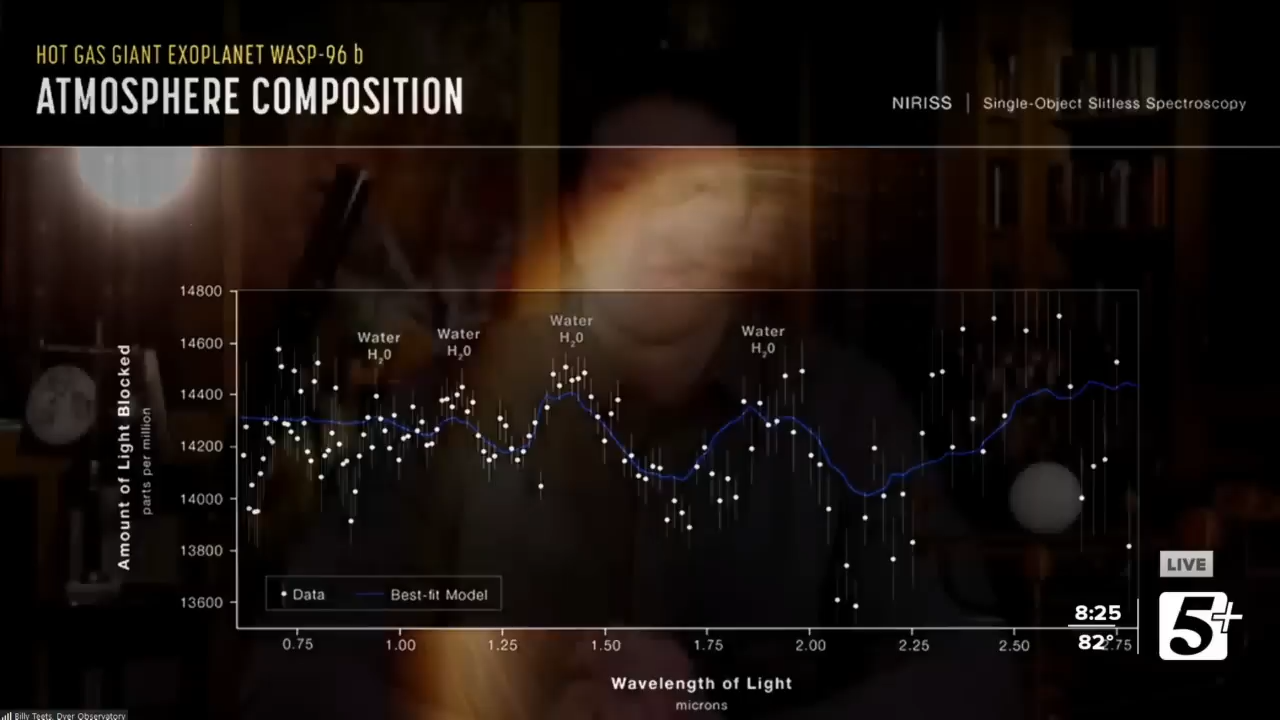 HOT GAS GIANT EXOPLANET WASP-96 b
ATMOSPHERE COMPOSITION
NIRISS | Single-Object Slitless Spectroscopy
Amount of Light Blocked
parts per million
14800
14600
14400
14200
14000
13800
13600
Water
H₂O
Water
H₂O
Water
H₂O
Water
H₂O
Data
Best-fit Model
0.75
1.00
1.25
1.50
1.75
2.00
2.25
2.50
2.75
Wavelength of Light
microns
LIVE
8:25
82°
5+
Billy Teets, Dyer Observatory